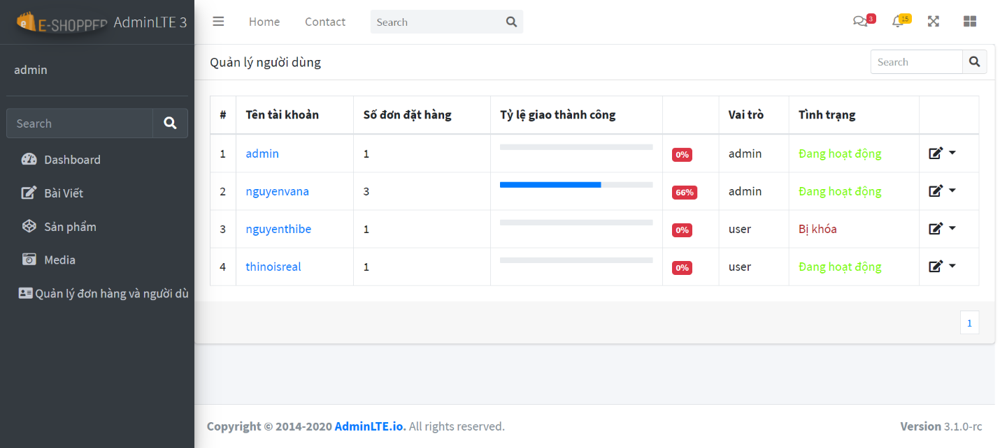 E-SHOPPER AdminLTE 3
Home Contact Search 3 15
admin
Search
Dashboard
Bài Viết
Sản phẩm
Media
Quản lý đơn hàng và người dù
Quản lý người dùng Search
# Tên tài khoản Số đơn đặt hàng Tỷ lệ giao thành công Vai trò Tình trạng
1 admin 1 0% admin Đang hoạt động
2 nguyenvana 3 66% admin Đang hoạt động
3 nguyenthibe 1 0% user Bị khóa
4 thinoisreal 1 0% user Đang hoạt động
1
Copyright © 2014-2020 AdminLTE.io. All rights reserved. Version 3.1.0-rc